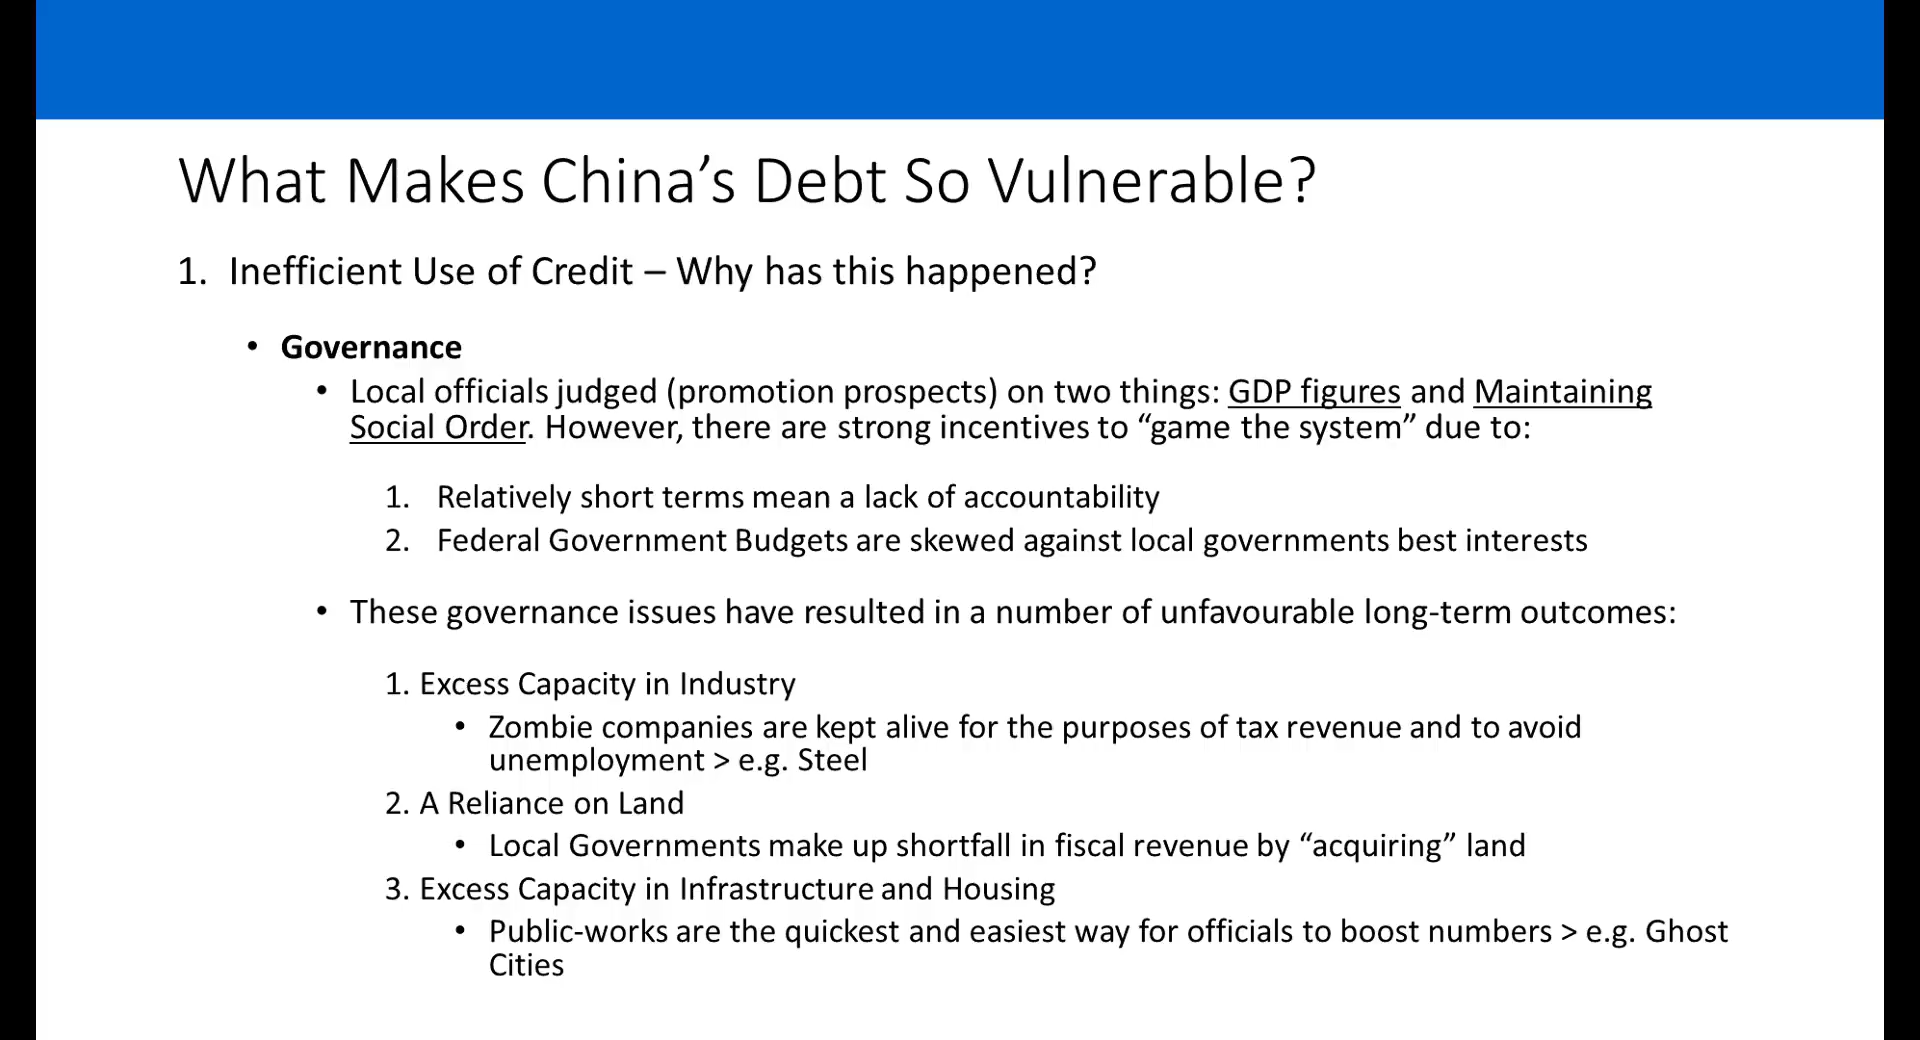 What Makes China’s Debt So Vulnerable?
1. Inefficient Use of Credit – Why has this happened?
• Governance
• Local officials judged (promotion prospects) on two things: GDP figures and Maintaining
Social Order. However, there are strong incentives to “game the system” due to:
1. Relatively short terms mean a lack of accountability
2. Federal Government Budgets are skewed against local governments best interests
• These governance issues have resulted in a number of unfavourable long-term outcomes:
1. Excess Capacity in Industry
• Zombie companies are kept alive for the purposes of tax revenue and to avoid
unemployment > e.g. Steel
2. A Reliance on Land
• Local Governments make up shortfall in fiscal revenue by “acquiring” land
3. Excess Capacity in Infrastructure and Housing
• Public-works are the quickest and easiest way for officials to boost numbers > e.g. Ghost
Cities